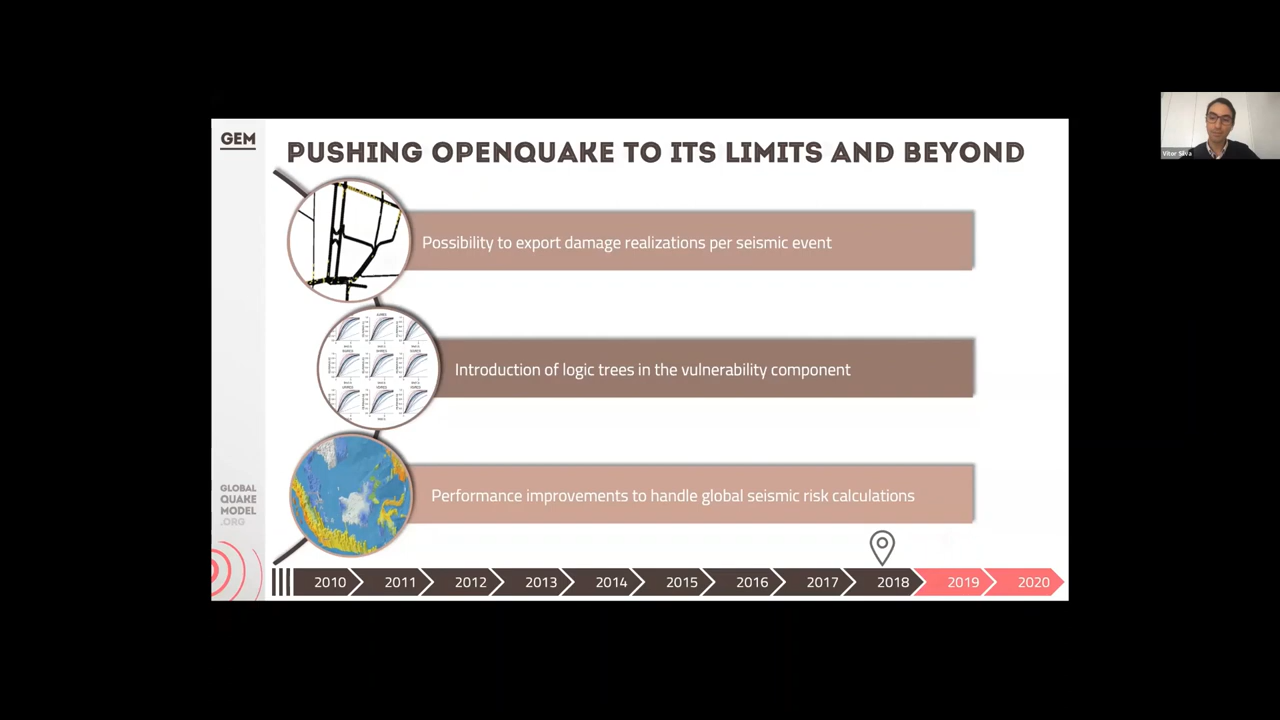 GEM
PUSHING OPENQUAKE TO ITS LIMITS AND BEYOND
Vitor Silva
Possibility to export damage realizations per seismic event
Introduction of logic trees in the vulnerability component
Performance improvements to handle global seismic risk calculations
GLOBAL
QUAKE
MODEL
.ORG
2010 2011 2012 2013 2014 2015 2016 2017 2018 2019 2020